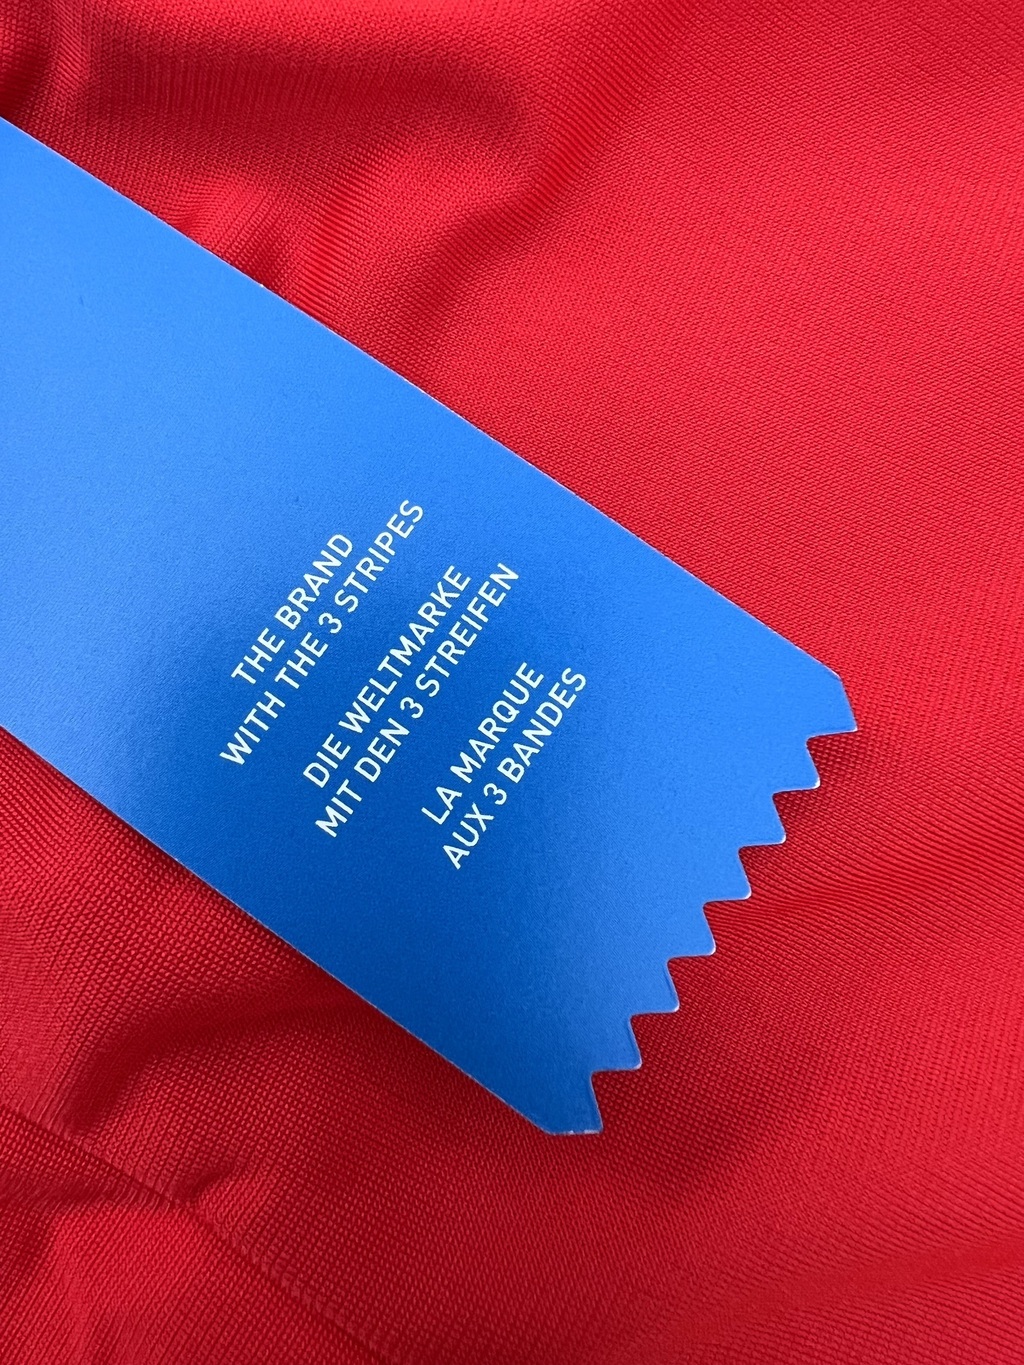 THE BRAND
WITH THE 3 STRIPES
DIE WELTMARKE
MIT DEN 3 STREIFEN
LA MARQUE
AUX 3 BANDES